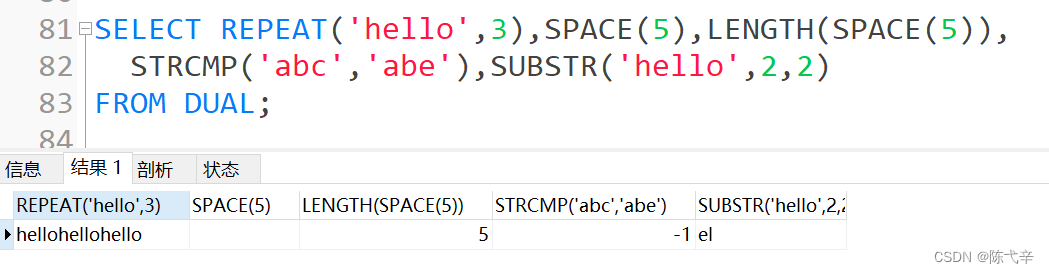 81 SELECT REPEAT('hello',3),SPACE(5),LENGTH(SPACE(5)),
82 STRCMP('abc','abe'),SUBSTR('hello',2,2)
83 FROM DUAL;
84
信息 结果 1 剖析 状态
REPEAT('hello',3) SPACE(5) LENGTH(SPACE(5)) STRCMP('abc','abe') SUBSTR('hello',2,2
hellohellohello 5 -1 el
CSDN @陈弋辛